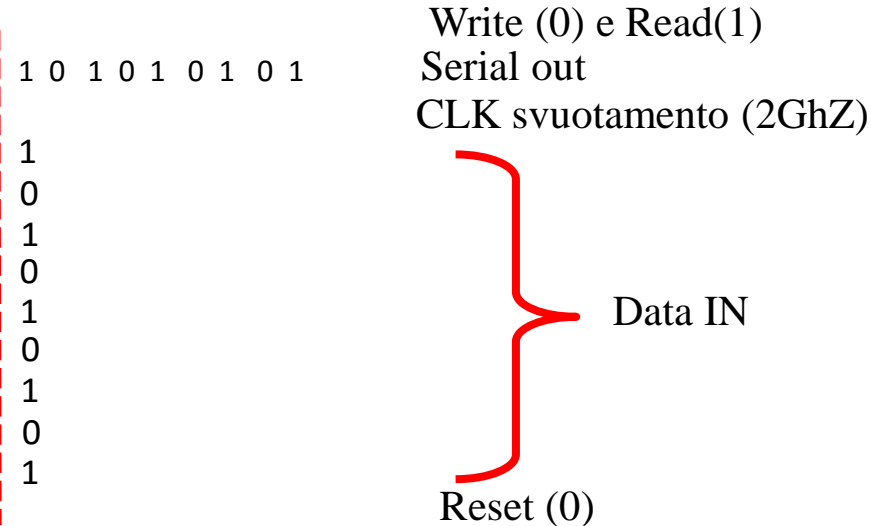 Write (0) e Read(1)
1 0 1 0 1 0 1 0 1 Serial out
CLK svuotamento (2GhZ)
1
0
1
0
1 Data IN
0
1
0
1
Reset (0)